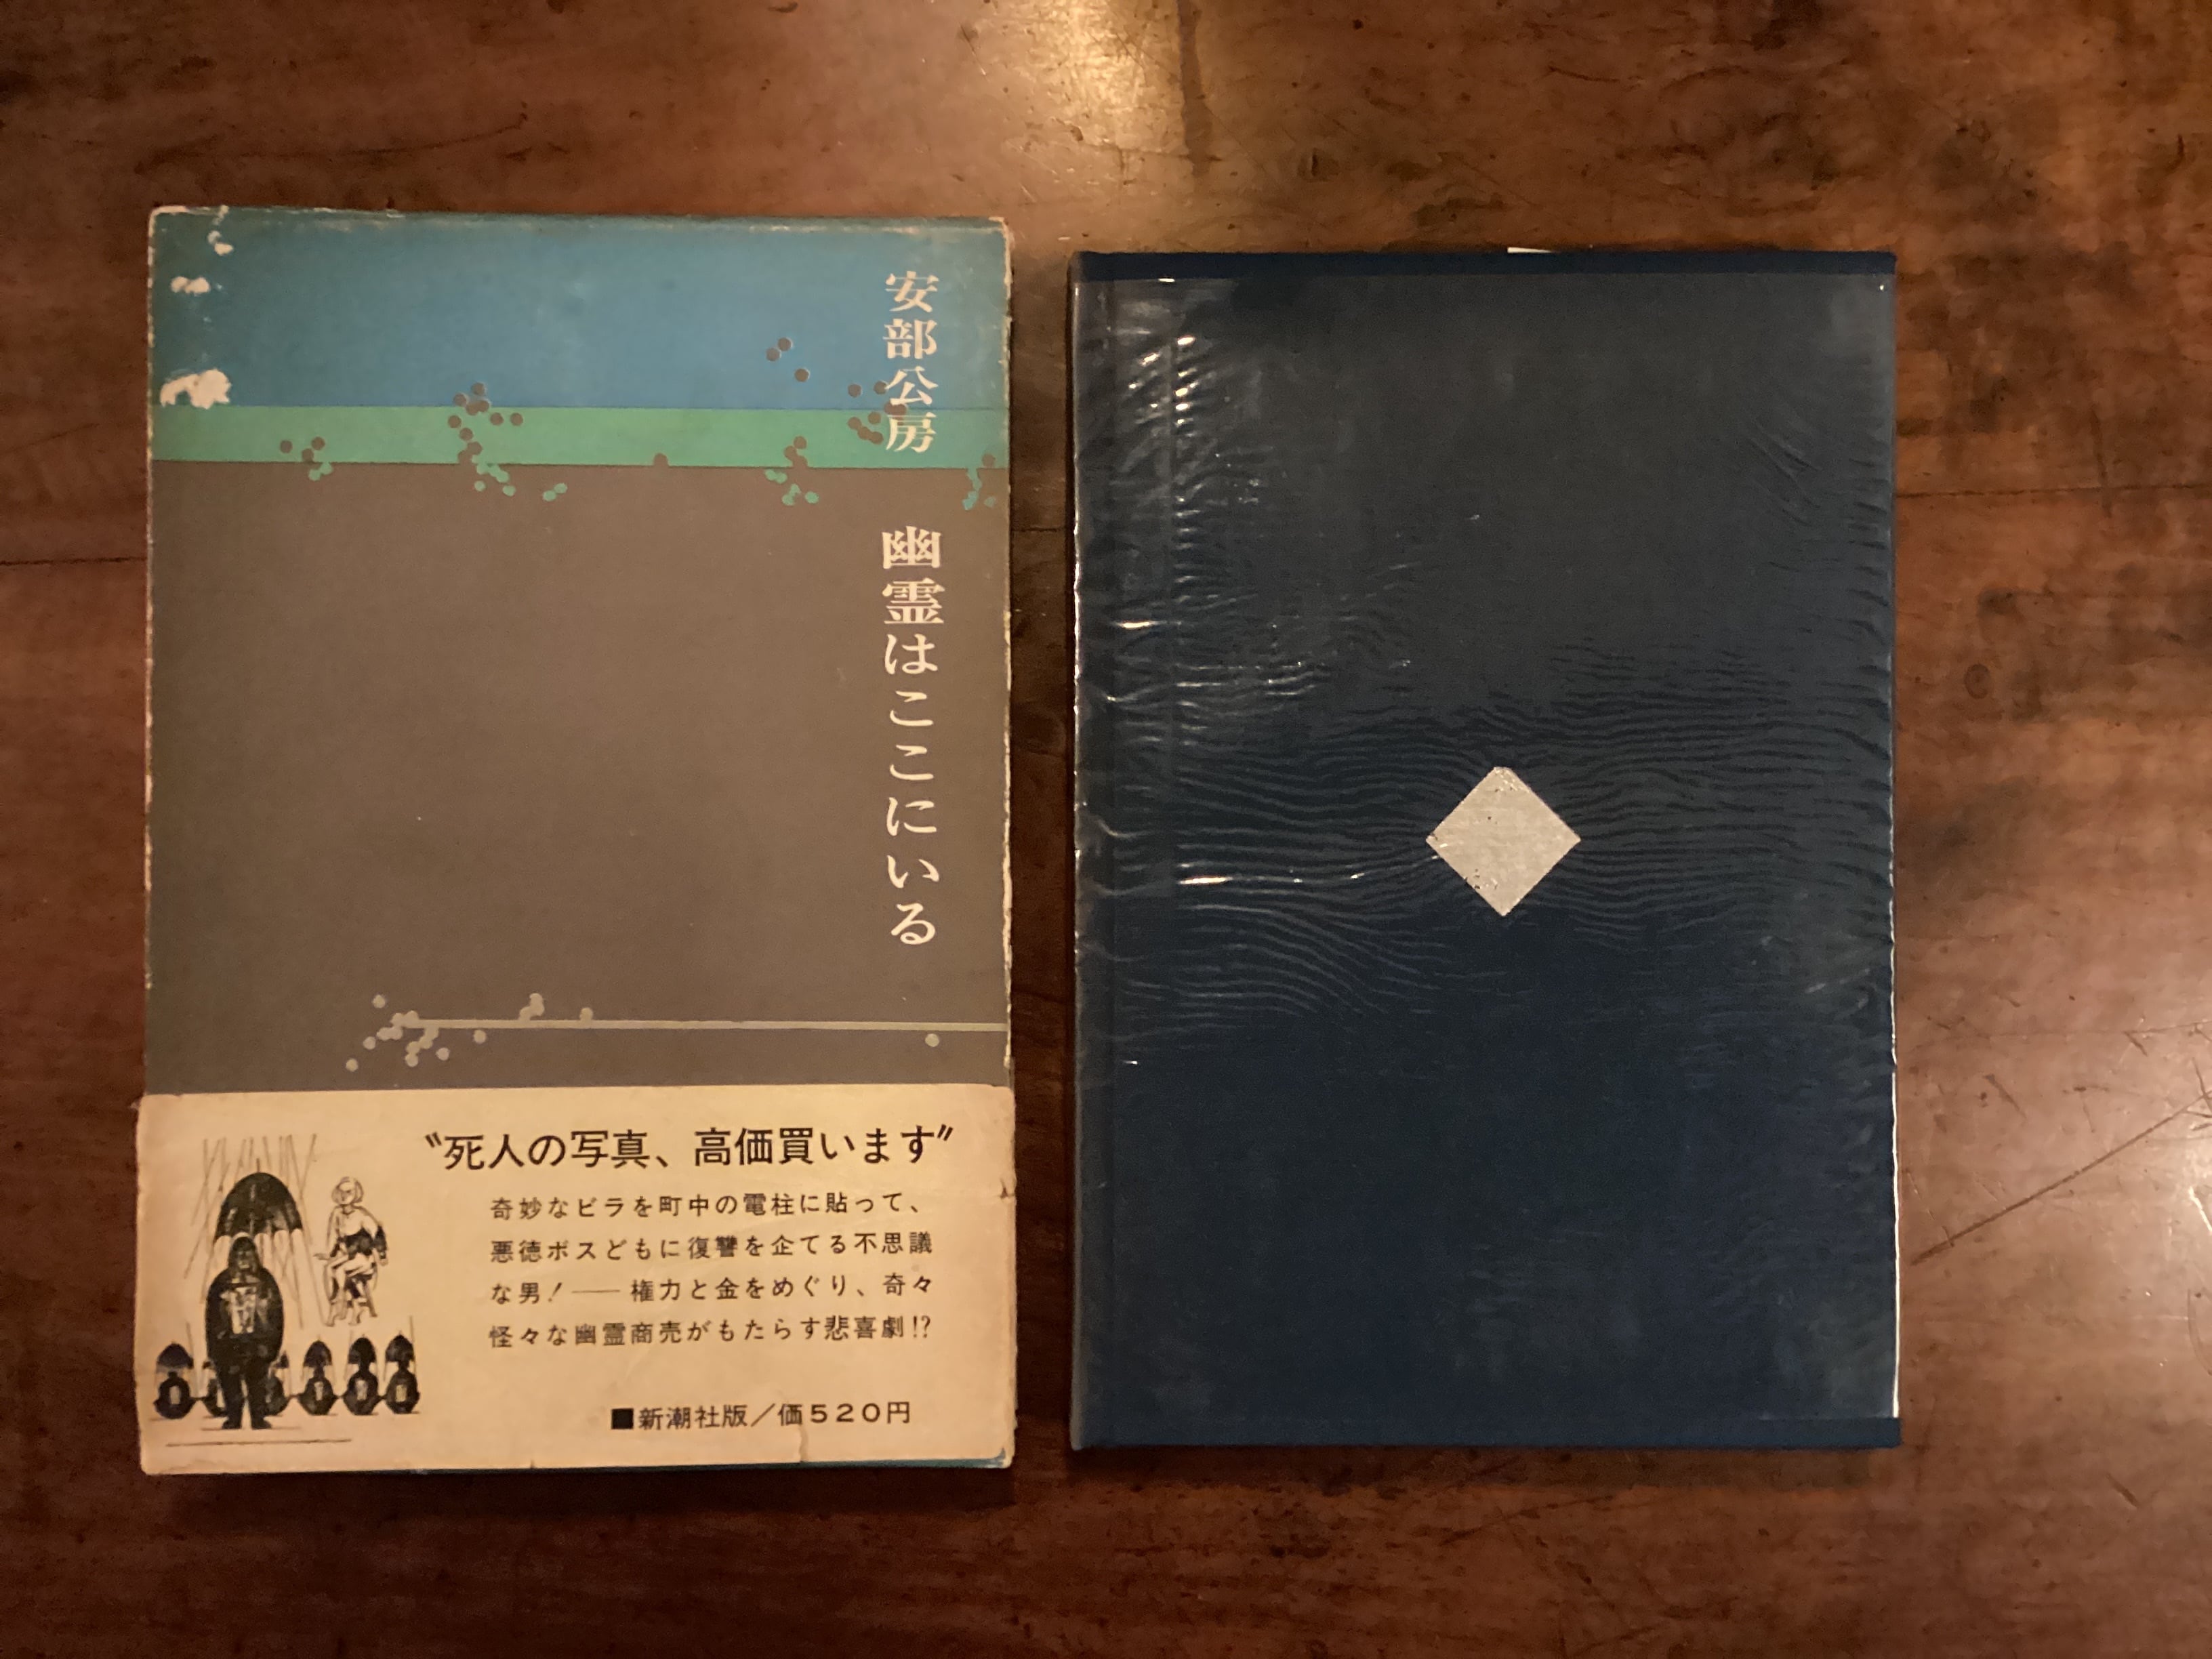 安部公房
幽霊はここにいる
〝死人の写真、高価買います〟
奇妙なビラを町中の電柱に貼って、
悪徳ボスどもに復讐を企てる不思議
な男!——権力と金をめぐり、奇々
怪々な幽霊商売がもたらす悲喜劇!?
■新潮社版／価520円